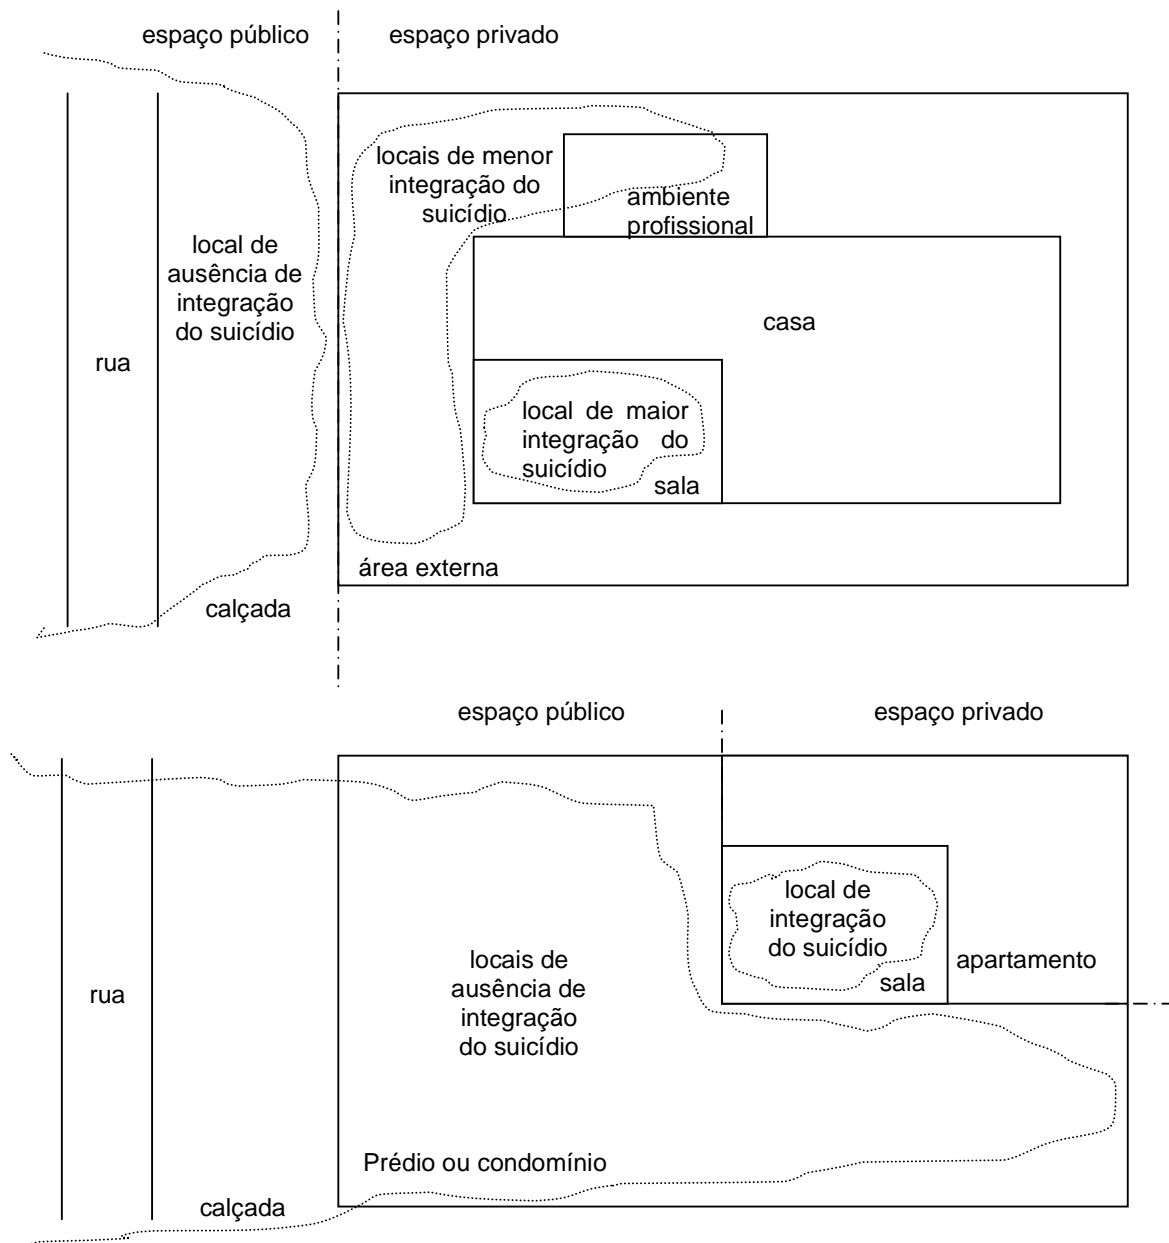 espaço público
espaço privado
locais de menor
integração do
suicídio
ambiente
profissional
local de
ausência de
integração
do suicídio
casa
rua
local de maior
integração do
suicídio
sala
área externa
calçada
espaço público
espaço privado
local de
integração
do suicídio
sala
apartamento
locais de
ausência de
integração
do suicídio
rua
Prédio ou condomínio
calçada